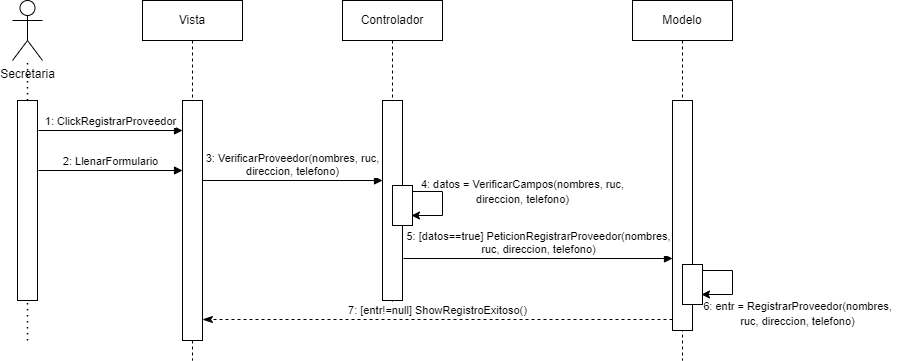 Vista
Controlador
Modelo
Secretaria
1: ClickRegistrarProveedor
2: LlenarFormulario
3: VerificarProveedor(nombres, ruc,
direccion, telefono)
4: datos = VerificarCampos(nombres, ruc,
direccion, telefono)
5: [datos==true] PeticionRegistrarProveedor(nombres,
ruc, direccion, telefono)
6: entr = RegistrarProveedor(nombres,
ruc, direccion, telefono)
7: [entr!=null] ShowRegistroExitoso()